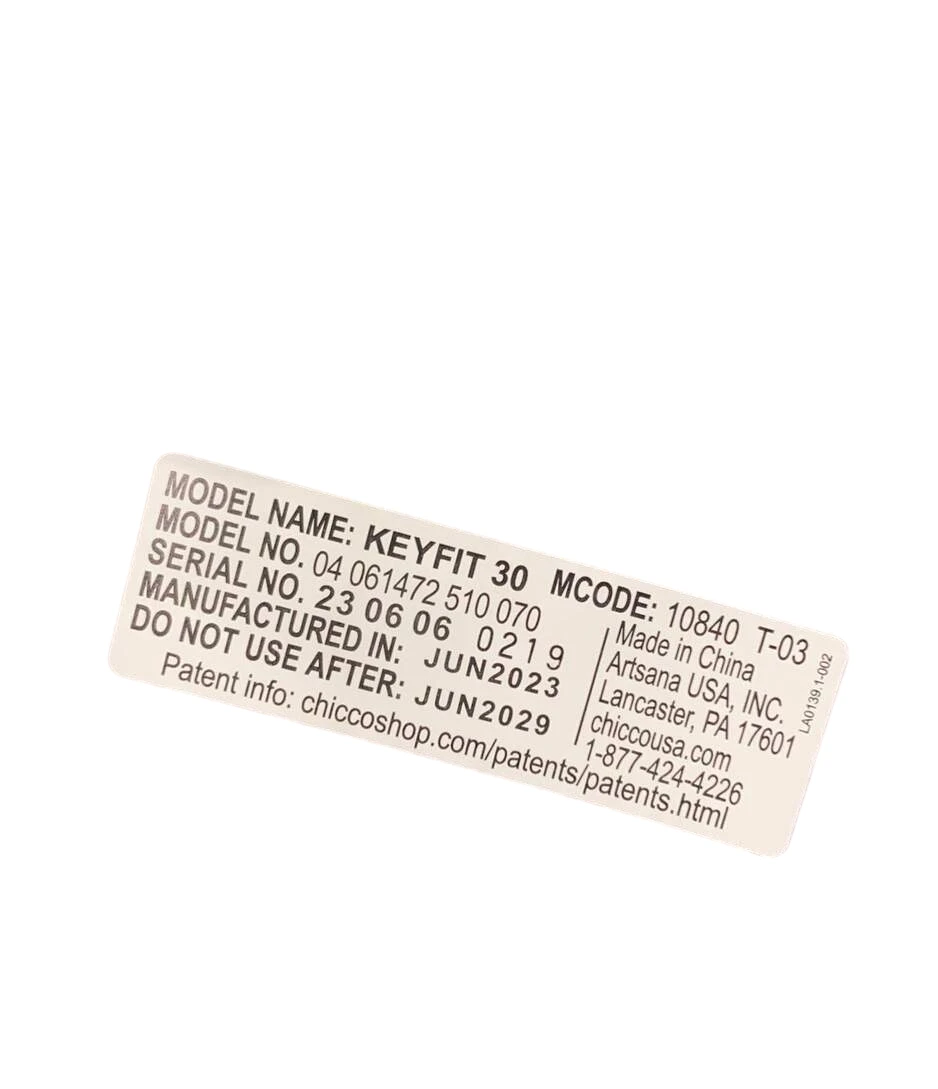 MODEL NAME: KEYFIT 30 MCODE: 10840 T-03
MODEL NO. 04 061472 510 070
SERIAL NO. 23 06 06 0219
MANUFACTURED IN: JUN2023
DO NOT USE AFTER: JUN2029
Patent info: chiccoshop.com/patents/patents.html
Made in China
Artsana USA, INC.
Lancaster, PA 17601
chiccousa.com
1-877-424-4226
LA0139.1-002